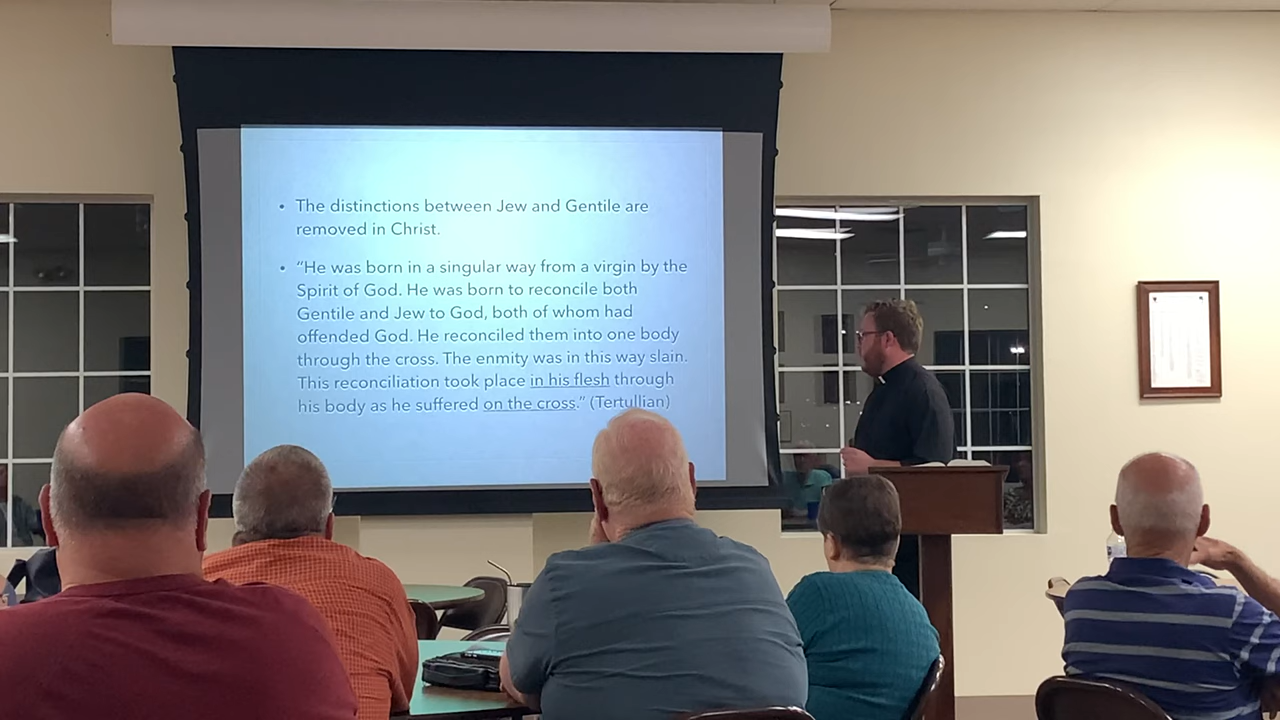 • The distinctions between Jew and Gentile are
removed in Christ.
• “He was born in a singular way from a virgin by the
Spirit of God. He was born to reconcile both
Gentile and Jew to God, both of whom had
offended God. He reconciled them into one body
through the cross. The enmity was in this way slain.
This reconciliation took place in his flesh through
his body as he suffered on the cross.” (Tertullian)